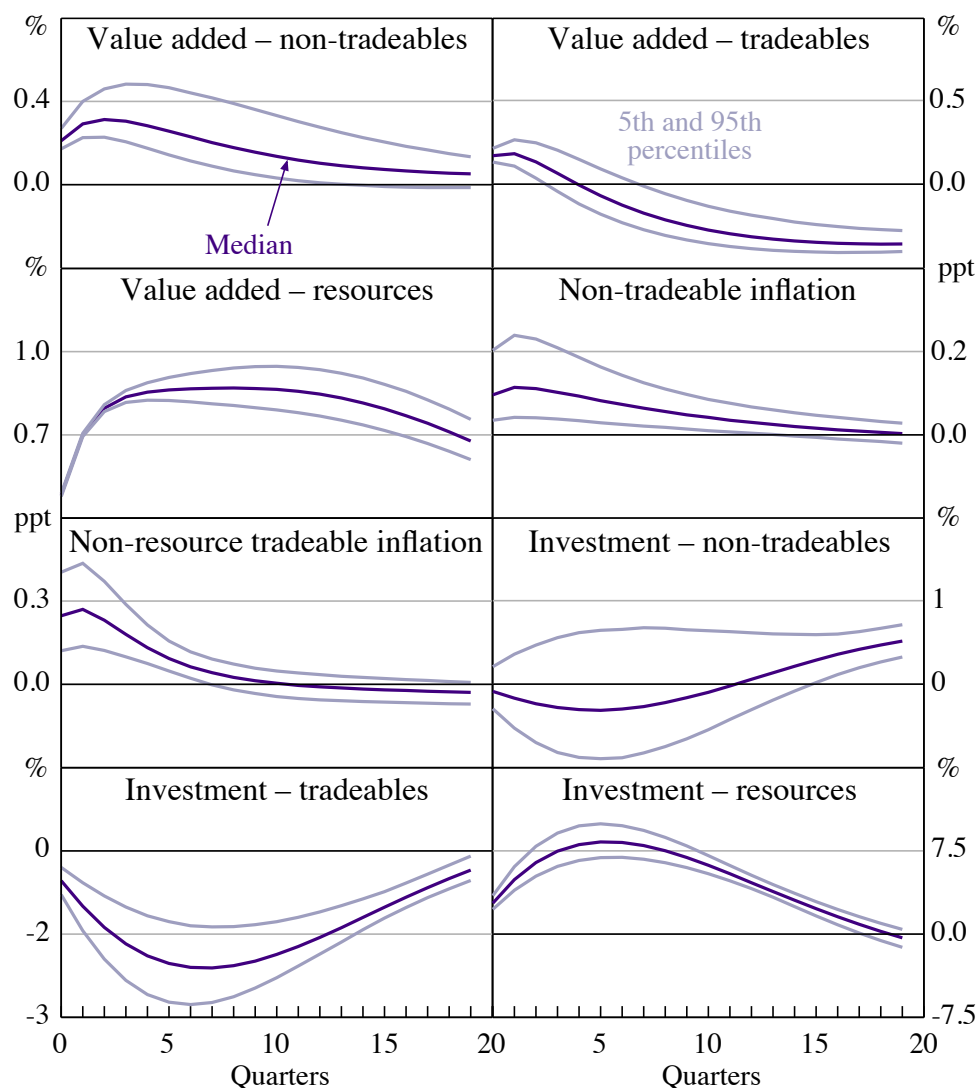 % %
Value added – non-tradeables Value added – tradeables
0.4 0.5
5th and 95th
percentiles
0.0 0.0
Median
% ppt
Value added – resources Non-tradeable inflation
1.0 0.2
0.7 0.0
ppt %
Non-resource tradeable inflation Investment – non-tradeables
0.3 1
0.0 0
% %
Investment – tradeables Investment – resources
0 7.5
-2 0.0
-3 -7.5
0 5 10 15 20 5 10 15 20
Quarters Quarters